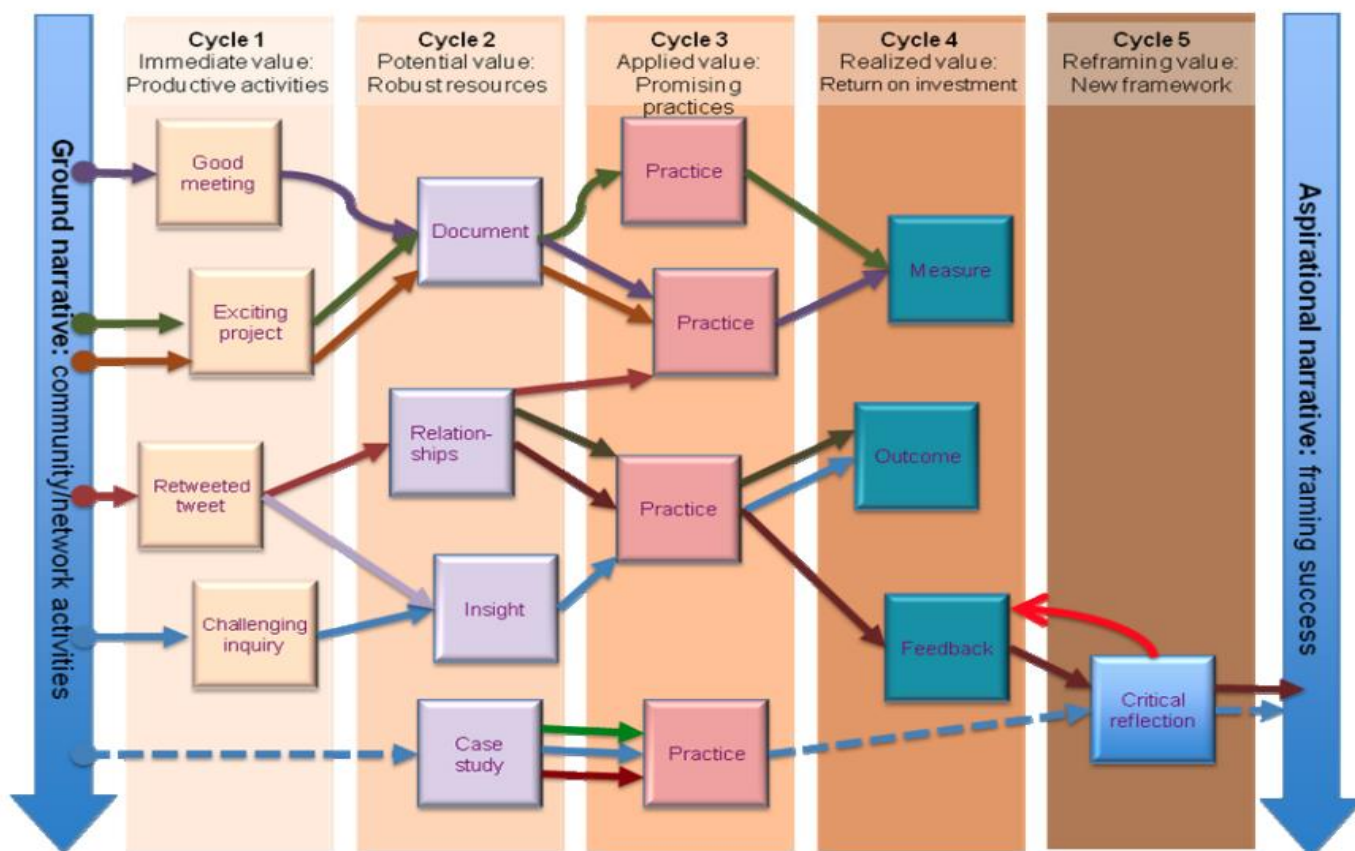 Cycle 1
Immediate value:
Productive activities
Cycle 2
Potential value:
Robust resources
Cycle 3
Applied value:
Promising
practices
Cycle 4
Realized value:
Return on investment
Cycle 5
Reframing value:
New framework
Ground narrative: community/network activities
Good
meeting
Exciting
project
Retweeted
tweet
Challenging
inquiry
Document
Relation-
ships
Insight
Case
study
Practice
Practice
Practice
Practice
Measure
Outcome
Feedback
Critical
reflection
Aspirational narrative: framing success